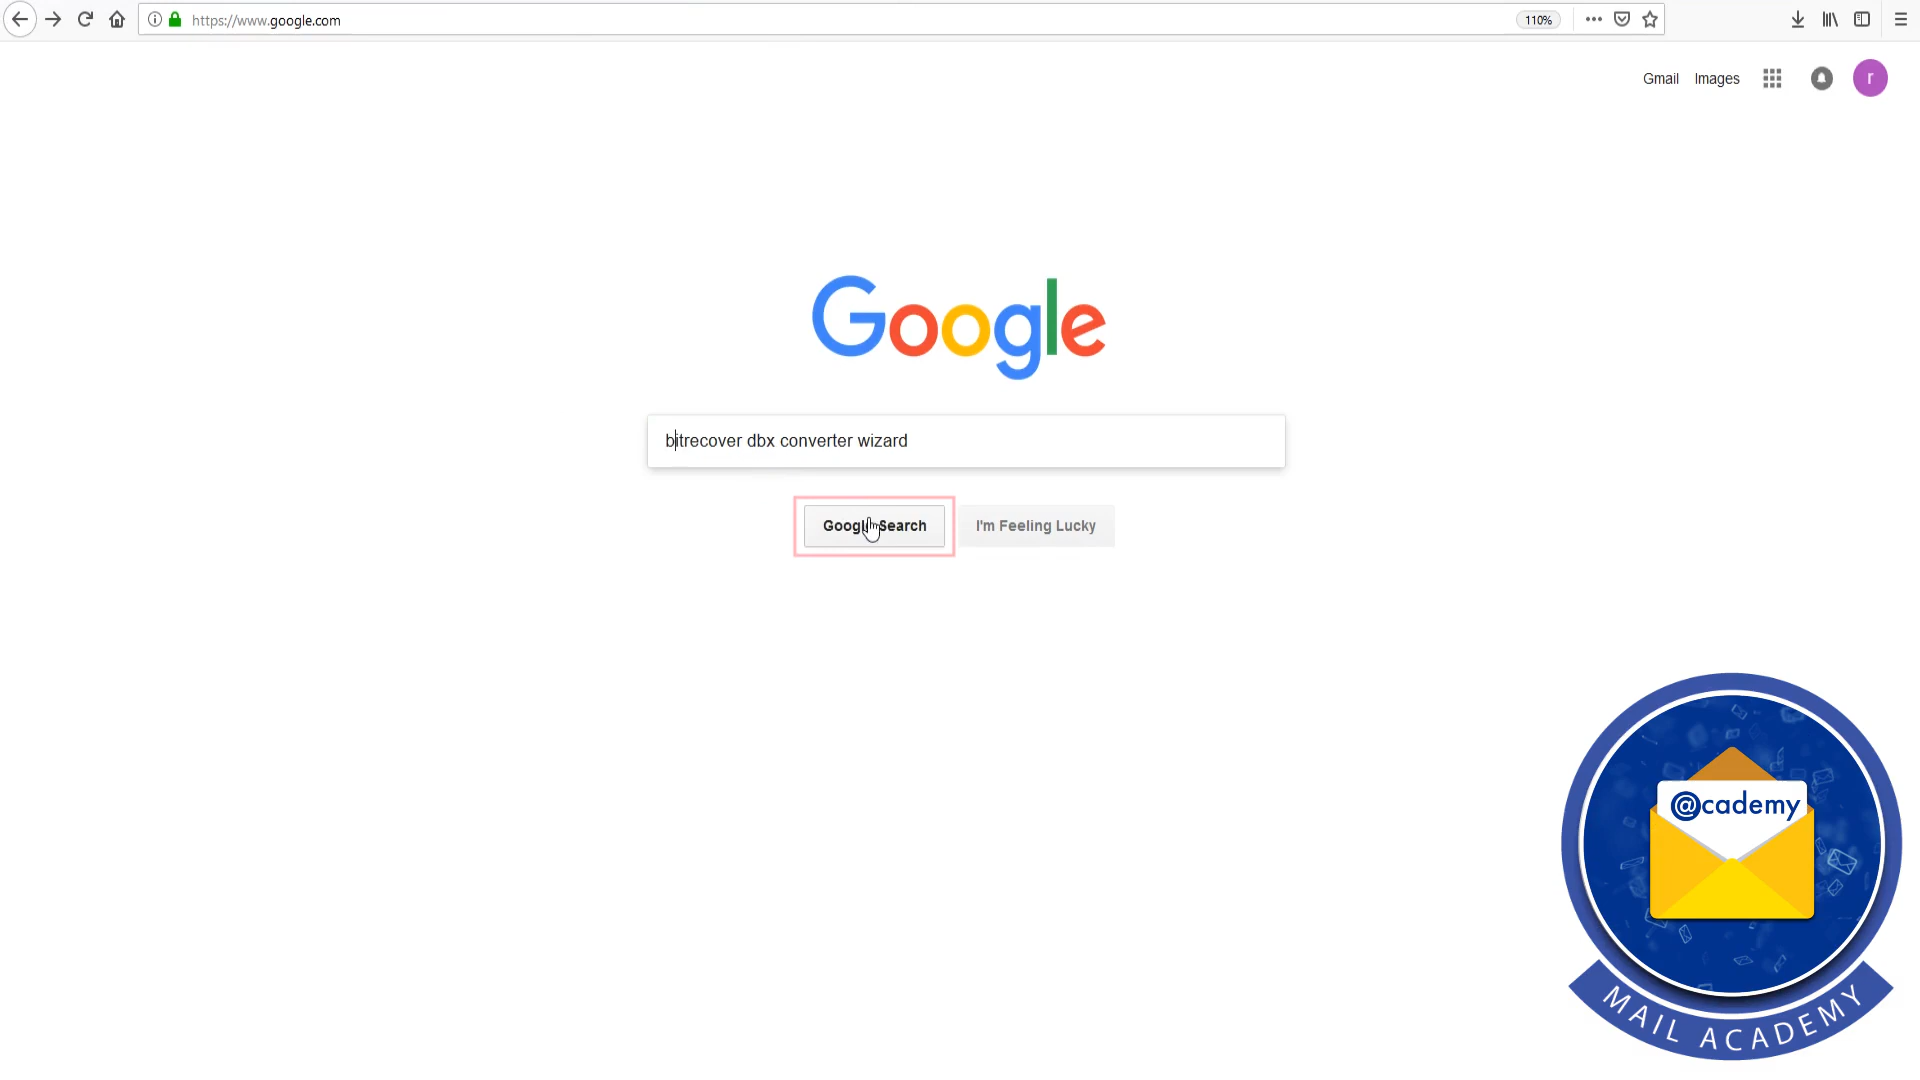 https://www.google.com
110%
Gmail Images
r
Google
bitrecover dbx converter wizard
Google Search
I'm Feeling Lucky
@cademy
MAIL ACADEMY